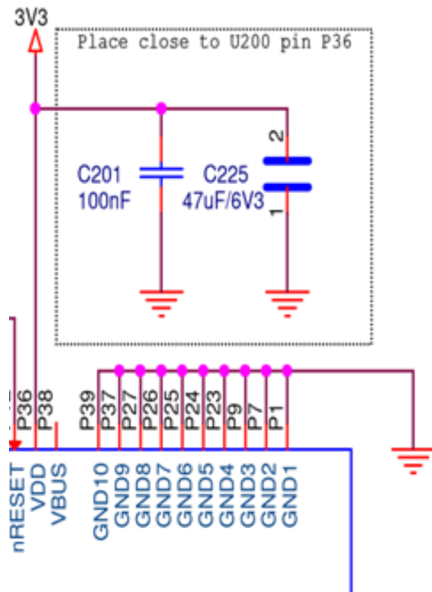 3V3
Place close to U200 pin P36
C201
100nF
C225
47uF/6V3
2
1
P36
P38
P39
P37
P27
P26
P25
P24
P23
P9
P7
P1
nRESET
VDD
VBUS
GND10
GND9
GND8
GND7
GND6
GND5
GND4
GND3
GND2
GND1